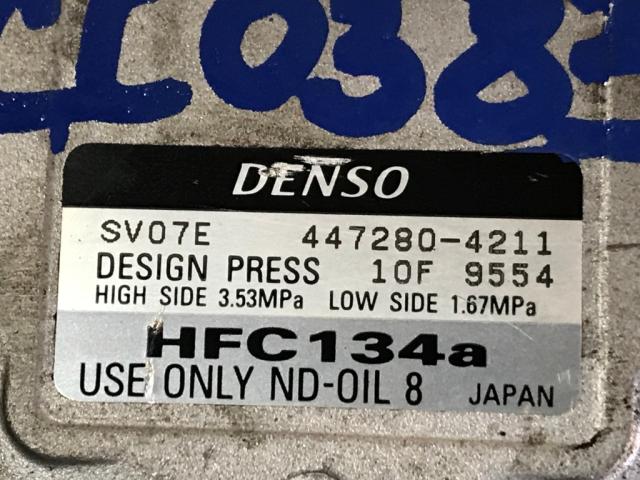 I038
DENSO
SV07E 447280-4211
DESIGN PRESS 10F 9554
HIGH SIDE 3.53MPa LOW SIDE 1.67MPa
HFC134a
USE ONLY ND-OIL 8 JAPAN